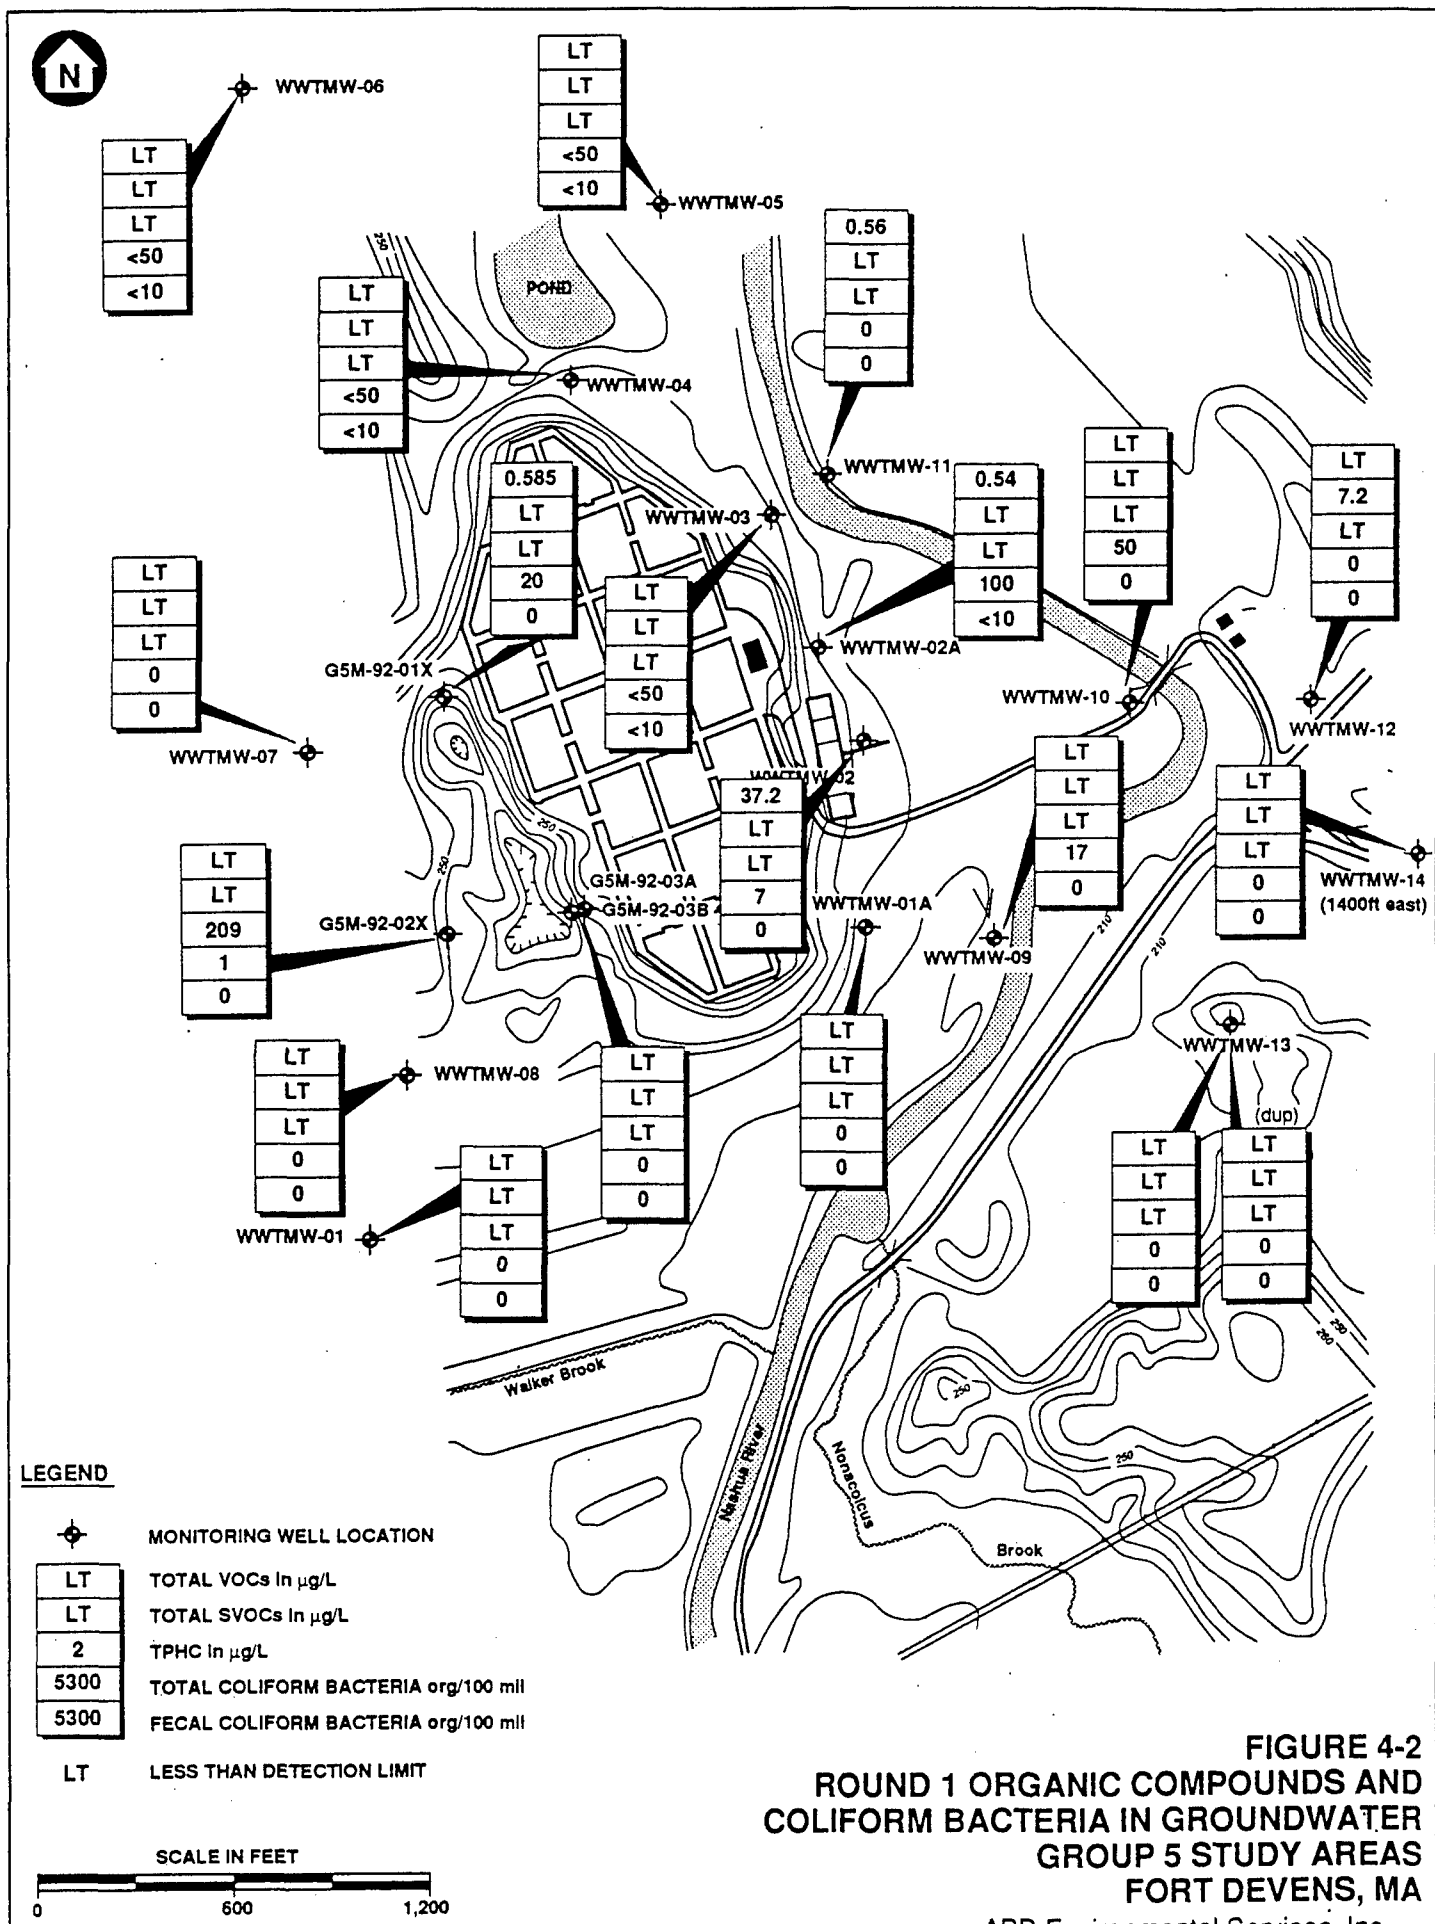 N
WWTMW-06
LT
LT
LT
<50
<10
LT
LT
LT
<50
<10
WWTMW-05
0.56
LT
LT
0
0
250
POND
LT
LT
LT
<50
<10
WWTMW-04
WWTMW-11
0.585
LT
LT
20
0
WWTMW-03
0.54
LT
LT
100
<10
LT
LT
LT
50
0
LT
7.2
LT
0
0
LT
LT
LT
0
0
LT
LT
LT
<50
<10
G5M-92-01X
WWTMW-02A
WWTMW-10
WWTMW-12
WWTMW-07
WWTMW-02
37.2
LT
LT
7
0
LT
LT
LT
17
0
LT
LT
LT
0
0
WWTMW-14
(1400ft east)
250
250
LT
LT
209
1
0
G5M-92-02X
G5M-92-03A
G5M-92-03B
WWTMW-01A
WWTMW-09
210
210
WWTMW-13
(dup)
LT
LT
LT
0
0
WWTMW-08
LT
LT
LT
0
0
LT
LT
LT
0
0
LT
LT
LT
0
0
LT
LT
LT
0
0
WWTMW-01
LT
LT
LT
0
0
250
260
Walker Brook
250
250
Nashua River
Nonacoicus
Brook
LEGEND
MONITORING WELL LOCATION
LT TOTAL VOCs in µg/L
LT TOTAL SVOCs in µg/L
2 TPHC in µg/L
5300 TOTAL COLIFORM BACTERIA org/100 mil
5300 FECAL COLIFORM BACTERIA org/100 mil
LT LESS THAN DETECTION LIMIT
SCALE IN FEET
0 600 1,200
FIGURE 4-2
ROUND 1 ORGANIC COMPOUNDS AND
COLIFORM BACTERIA IN GROUNDWATER
GROUP 5 STUDY AREAS
FORT DEVENS, MA